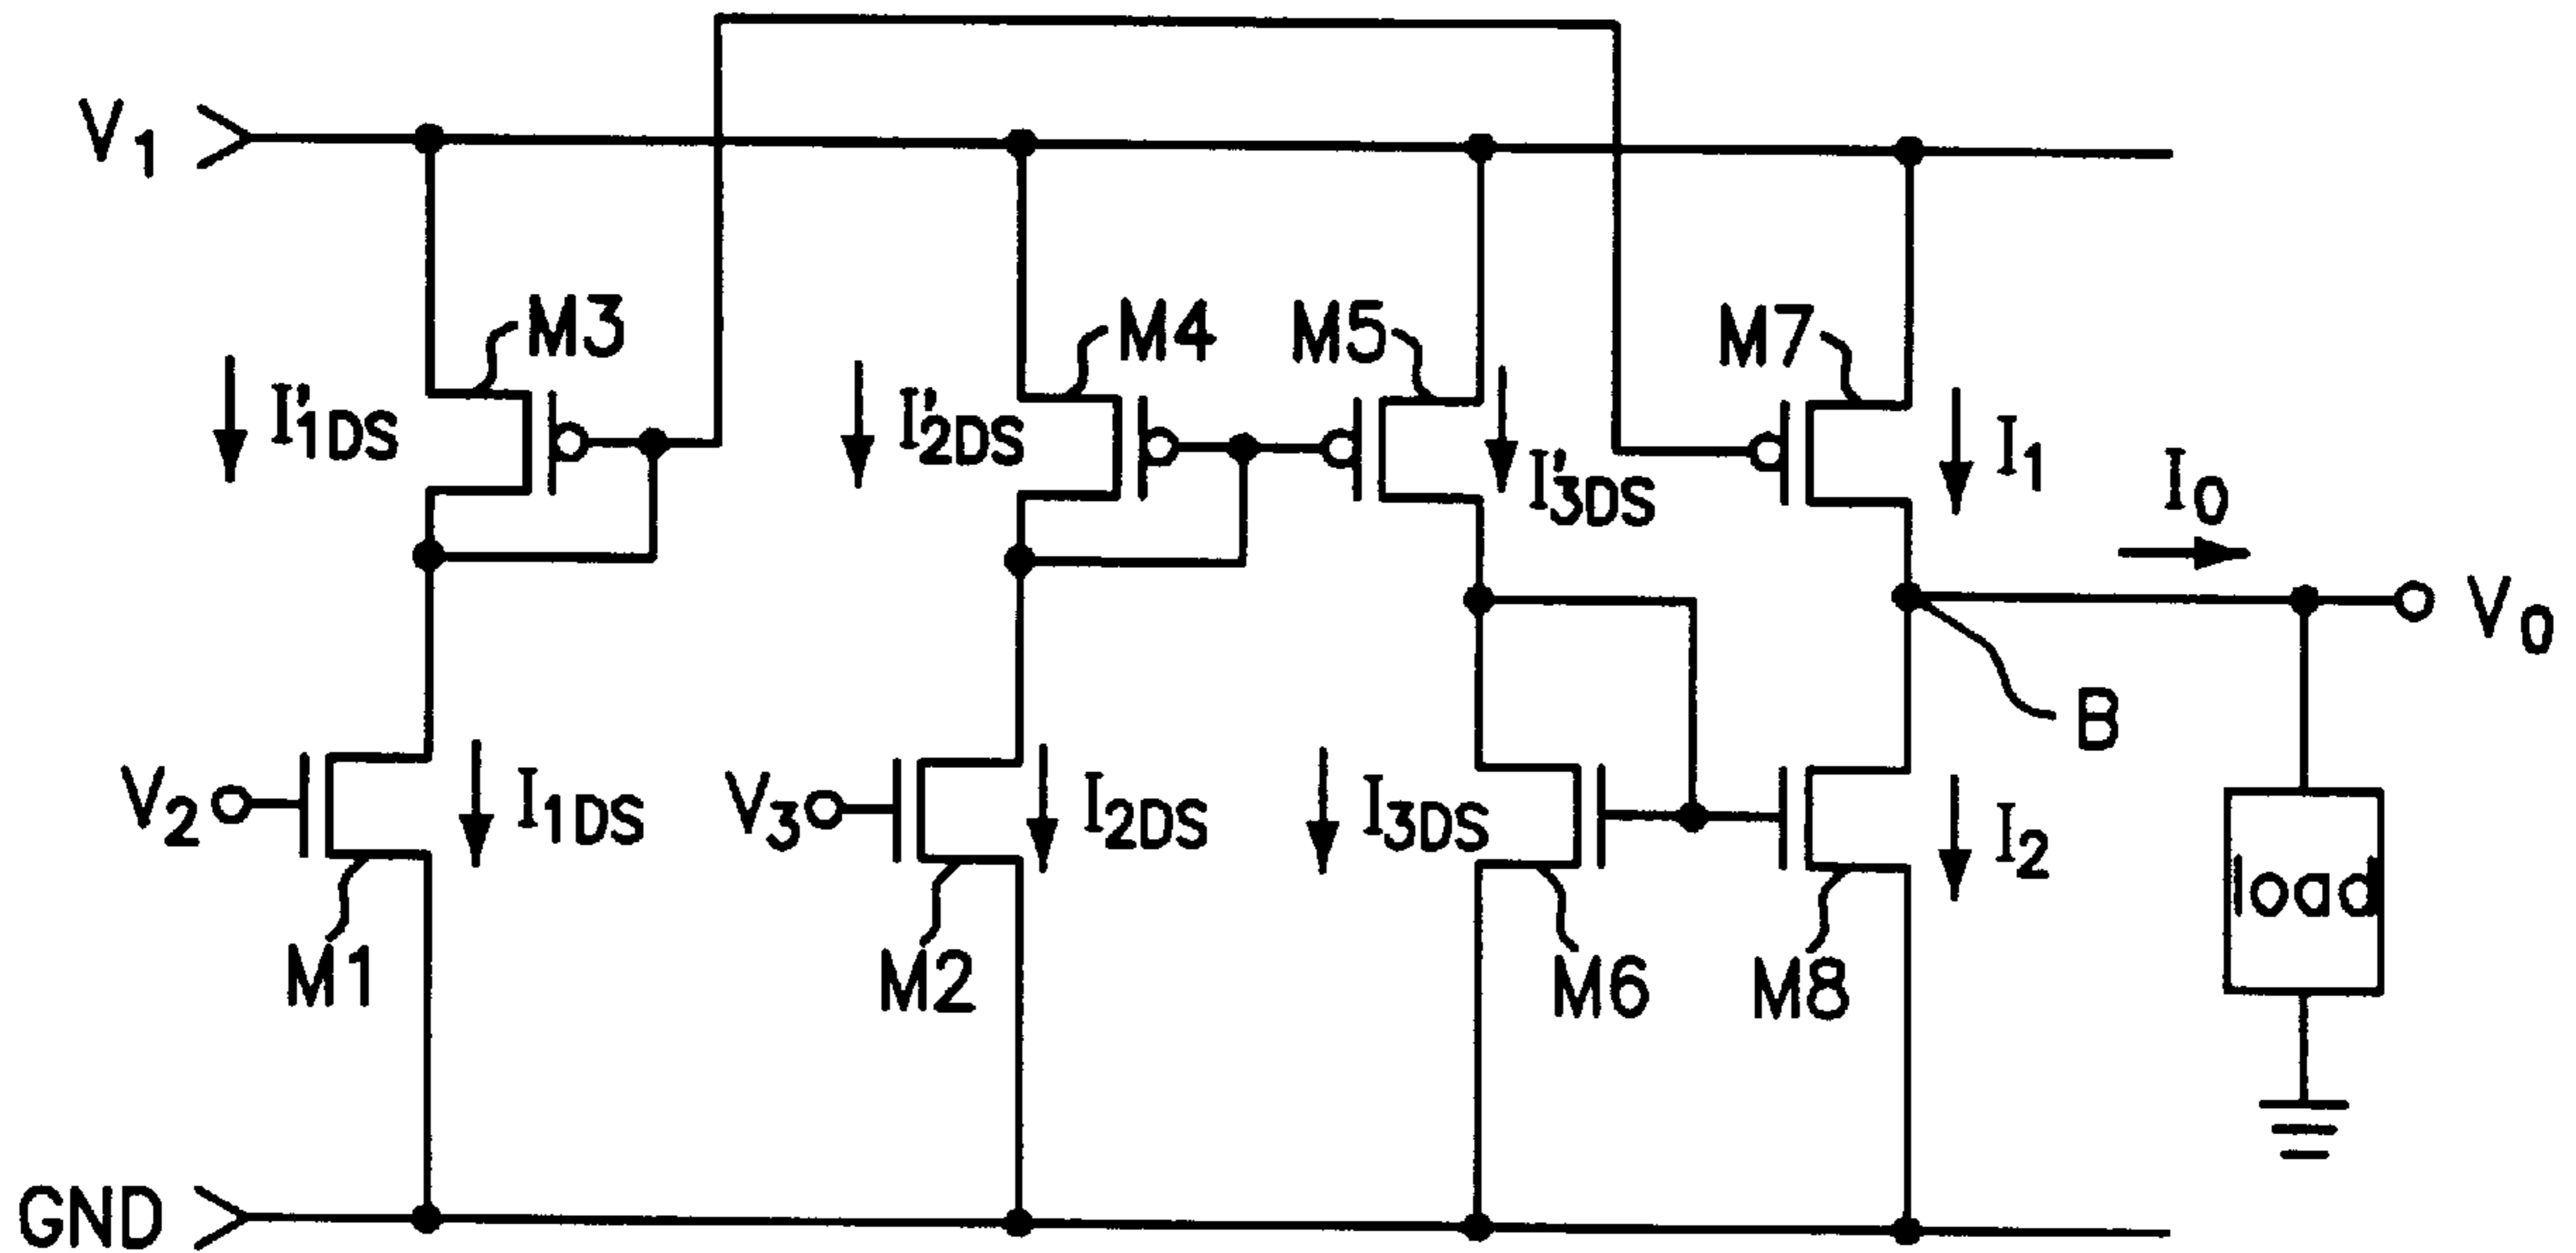 V1
M3
M4
M5
M7
I'1DS
I'2DS
I'3DS
I1
I0
V0
B
V2
I1DS
V3
I2DS
I3DS
I2
load
M1
M2
M6
M8
GND